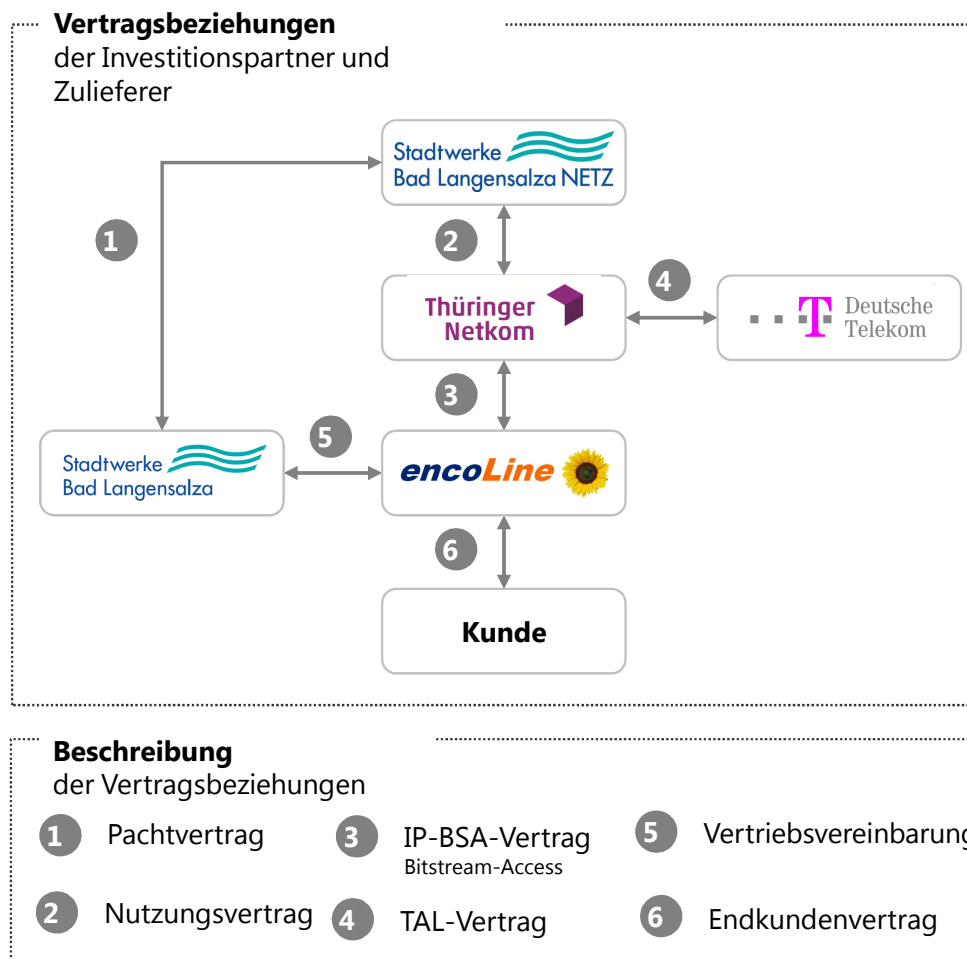 Vertragsbeziehungen
der Investitionspartner und
Zulieferer
Stadtwerke
Bad Langensalza NETZ
1
2
Thüringer
Netkom
4
Deutsche
Telekom
3
5
Stadtwerke
Bad Langensalza
encoLine
6
Kunde
Beschreibung
der Vertragsbeziehungen
1 Pachtvertrag
3 IP-BSA-Vertrag
Bitstream-Access
5 Vertriebsvereinbarung
2 Nutzungsvertrag
4 TAL-Vertrag
6 Endkundenvertrag